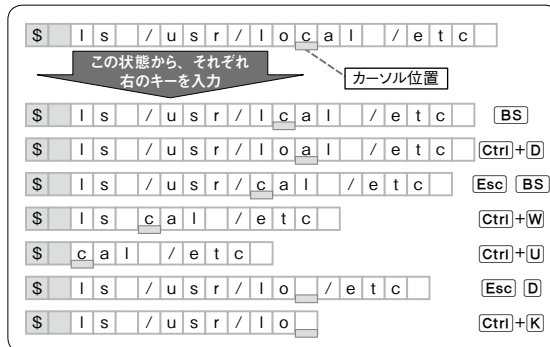 $ ls /usr/local /etc
この状態から、それぞれ
右のキーを入力
カーソル位置
$ ls /usr/lcal /etc BS
$ ls /usr/loal /etc Ctrl+D
$ ls /usr/cal /etc Esc BS
$ ls cal /etc Ctrl+W
$ cal /etc Ctrl+U
$ ls /usr/lo /etc Esc D
$ ls /usr/lo Ctrl+K